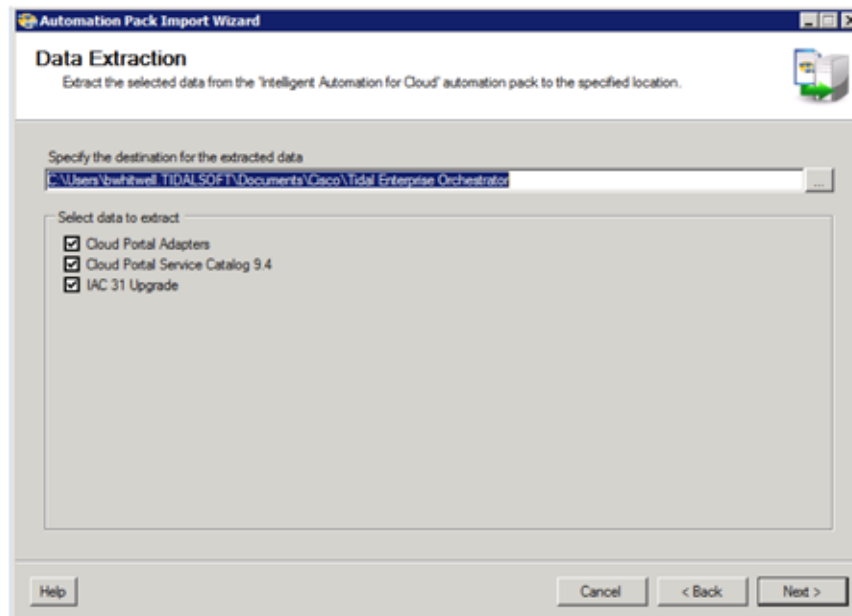 Automation Pack Import Wizard
Data Extraction
Extract the selected data from the 'Intelligent Automation for Cloud' automation pack to the specified location.
Specify the destination for the extracted data
C:\Users\bwhitwell.TIDALSOFT\Documents\Cisco\Tidal Enterprise Orchestrator
...
Select data to extract
Cloud Portal Adapters
Cloud Portal Service Catalog 9.4
IAC 31 Upgrade
Help
Cancel
< Back
Next >